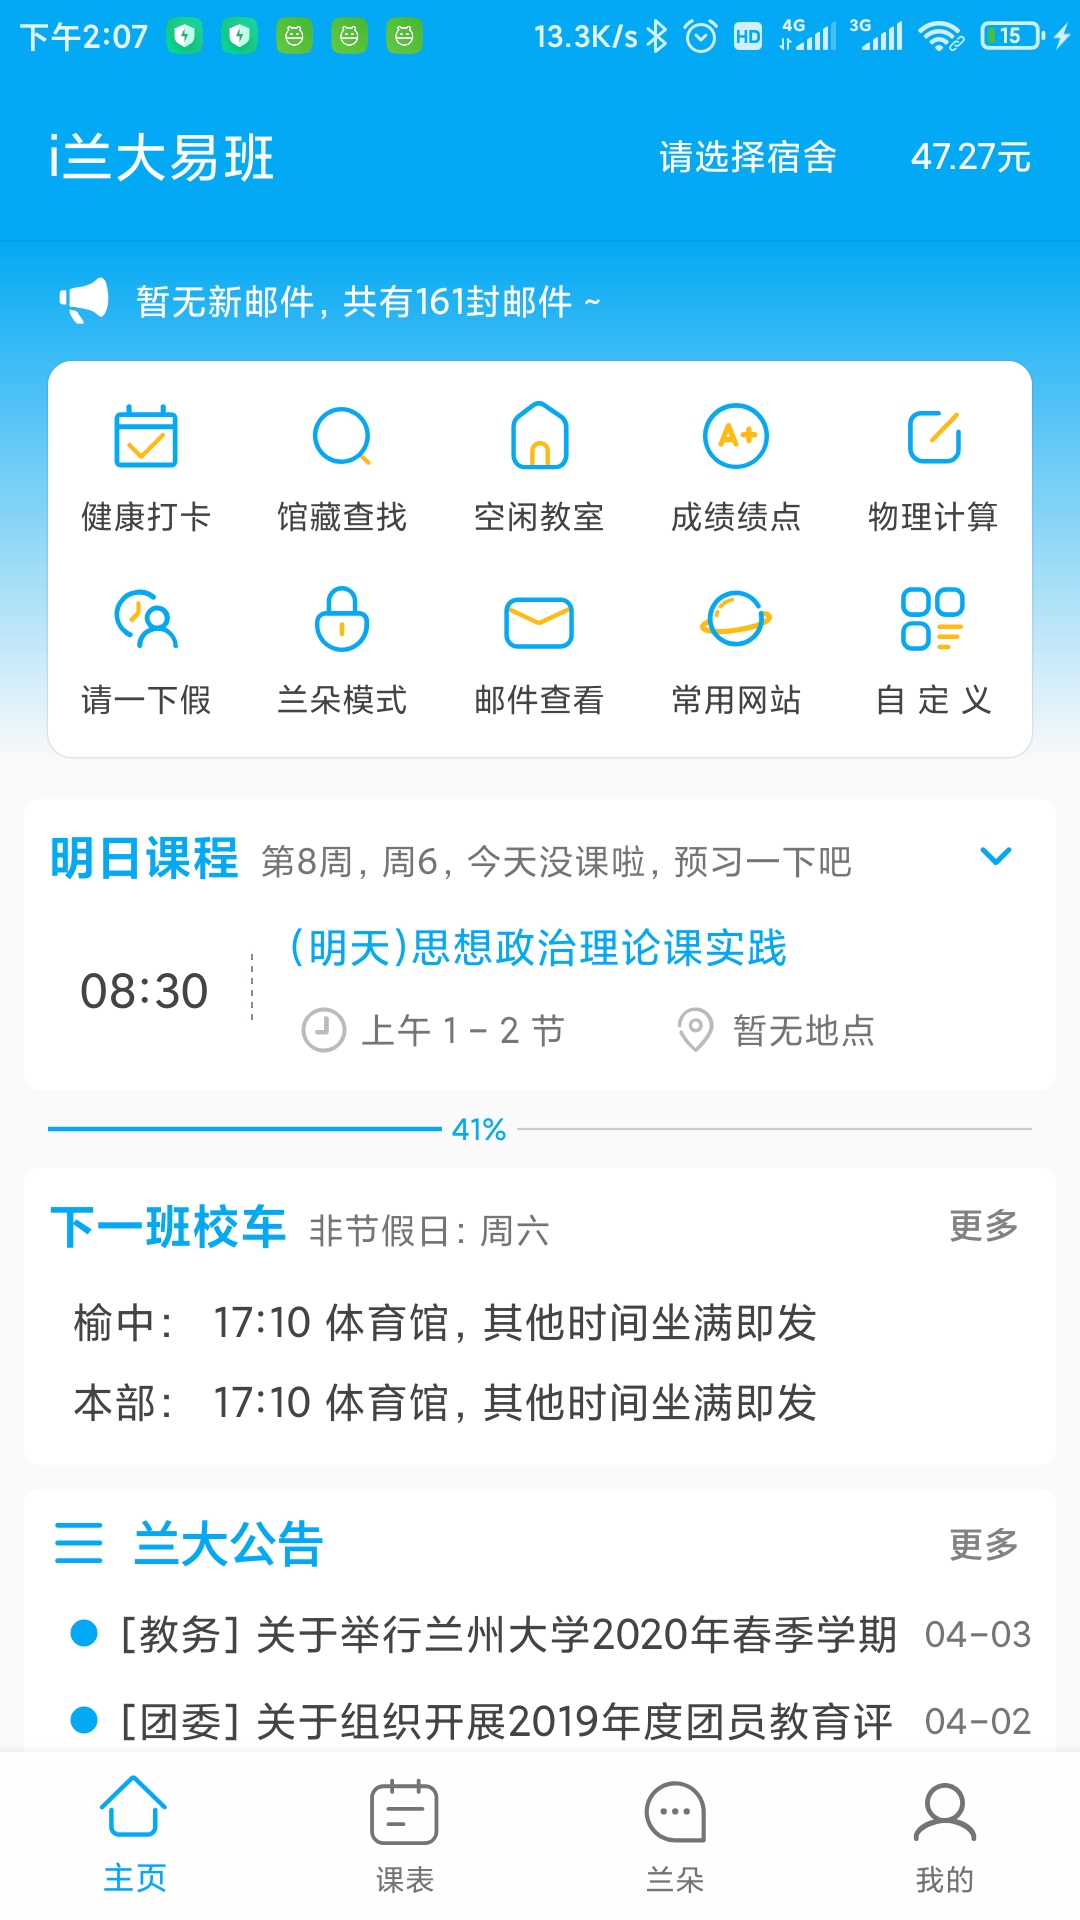 下午2:07 13.3K/s HD 4G 3G 15
i兰大易班 请选择宿舍 47.27元
暂无新邮件，共有161封邮件 ~
A+
健康打卡 馆藏查找 空闲教室 成绩绩点 物理计算
请一下假 兰朵模式 邮件查看 常用网站 自 定 义
明日课程 第8周，周6，今天没课啦，预习一下吧
(明天)思想政治理论课实践
08:30
上午 1 - 2 节 暂无地点
41%
下一班校车 非节假日：周六 更多
榆中： 17:10 体育馆，其他时间坐满即发
本部： 17:10 体育馆，其他时间坐满即发
兰大公告 更多
[教务] 关于举行兰州大学2020年春季学期 04-03
[团委] 关于组织开展2019年度团员教育评 04-02
主页 课表 兰朵 我的